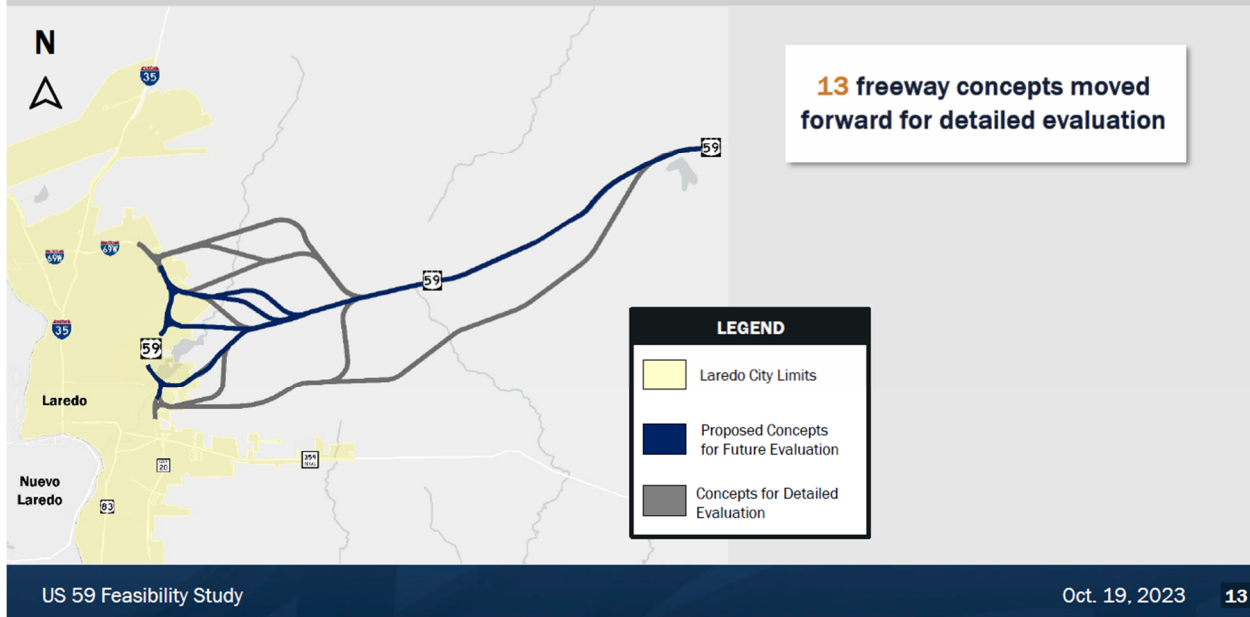 N
35
13 freeway concepts moved
forward for detailed evaluation
59
69W
69W
59
35
59
LEGEND
Laredo City Limits
Laredo
Proposed Concepts
for Future Evaluation
359
20
Nuevo
Laredo
Concepts for Detailed
Evaluation
83
US 59 Feasibility Study
Oct. 19, 2023
13